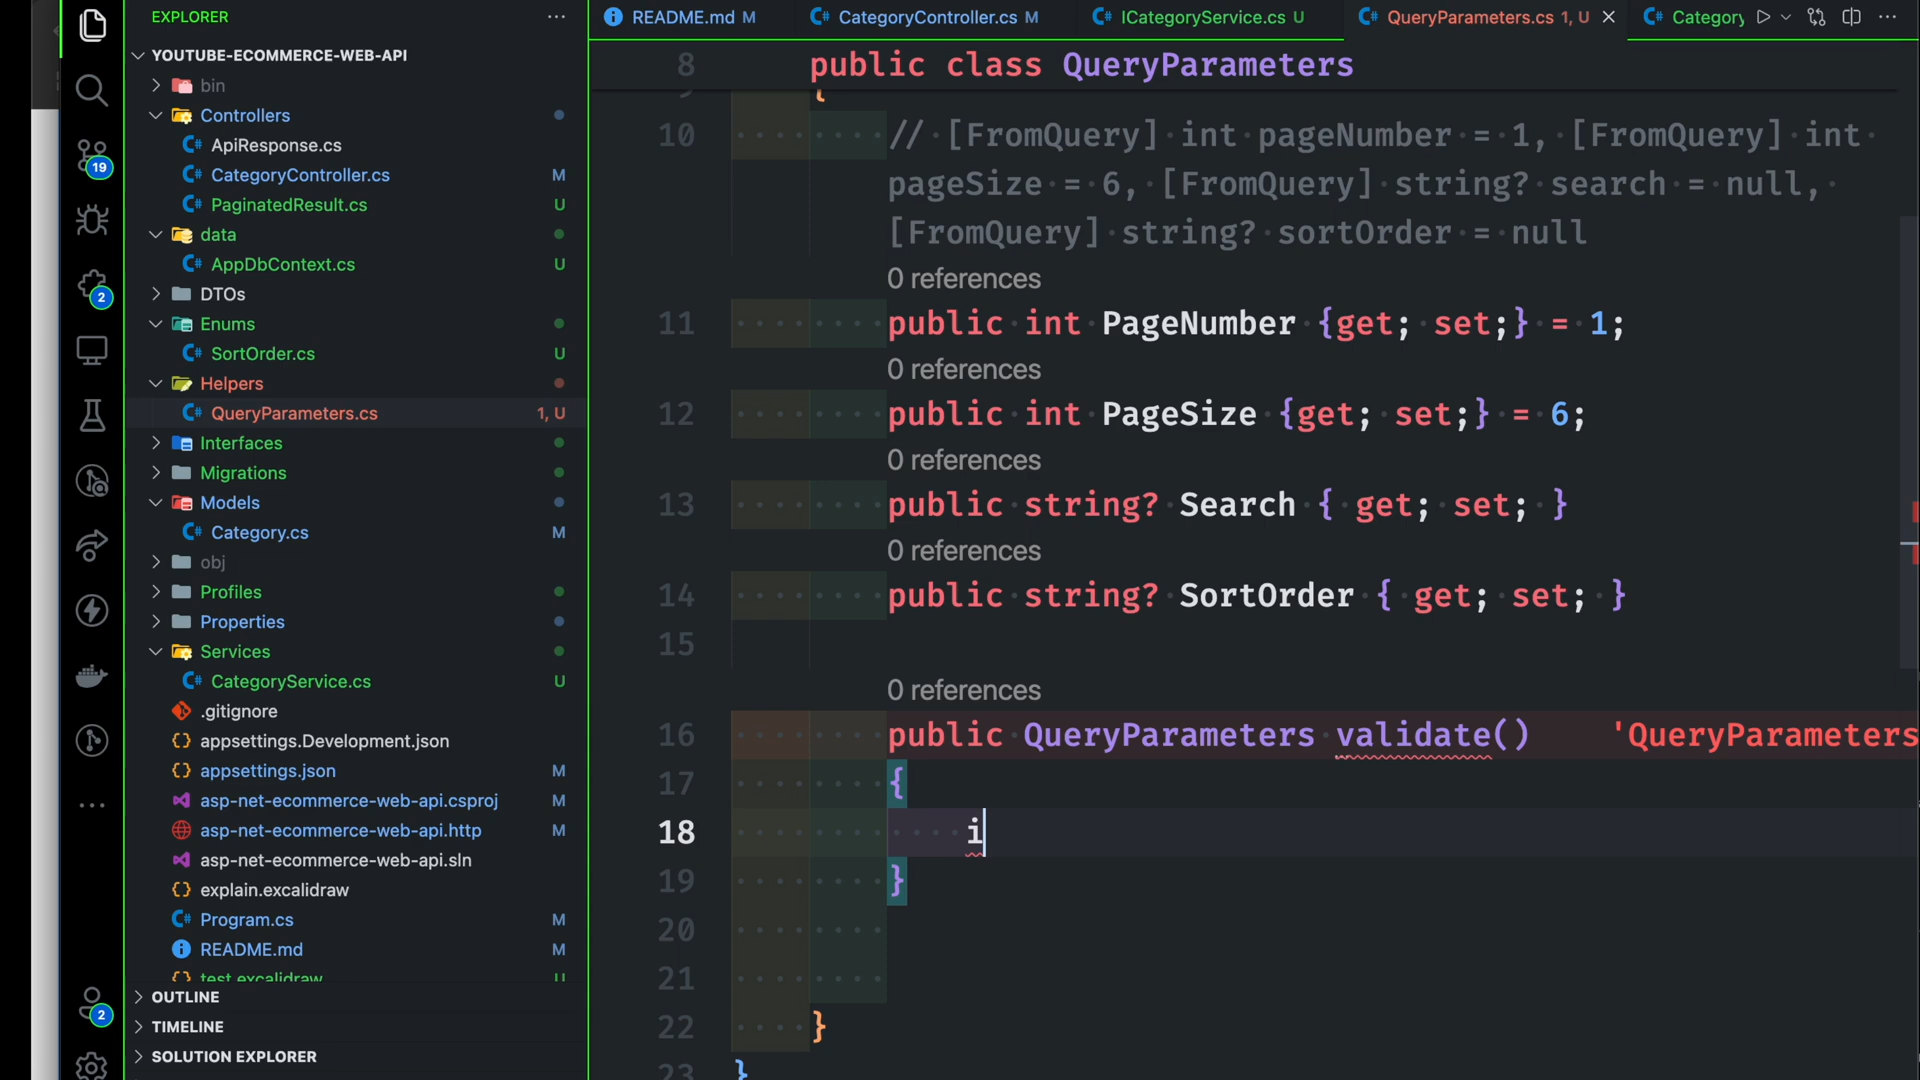 EXPLORER
README.md M
CategoryController.cs M
ICategoryService.cs U
QueryParameters.cs 1, U
Category
YOUTUBE-ECOMMERCE-WEB-API
bin
Controllers
ApiResponse.cs
CategoryController.cs M
PaginatedResult.cs U
data
AppDbContext.cs U
DTOs
Enums
SortOrder.cs U
Helpers
QueryParameters.cs 1, U
Interfaces
Migrations
Models
Category.cs M
obj
Profiles
Properties
Services
CategoryService.cs U
.gitignore
appsettings.Development.json
appsettings.json M
asp-net-ecommerce-web-api.csproj M
asp-net-ecommerce-web-api.http M
asp-net-ecommerce-web-api.sln
explain.excalidraw
Program.cs M
README.md M
test.excalidraw U
OUTLINE
TIMELINE
SOLUTION EXPLORER
19
2
2
8 public class QueryParameters
9 {
10 // [FromQuery] int pageNumber = 1, [FromQuery] int
pageSize = 6, [FromQuery] string? search = null,
[FromQuery] string? sortOrder = null
0 references
11 public int PageNumber {get; set;} = 1;
0 references
12 public int PageSize {get; set;} = 6;
0 references
13 public string? Search { get; set; }
0 references
14 public string? SortOrder { get; set; }
15
0 references
16 public QueryParameters validate() 'QueryParameters
17 {
18 i
19 }
20
21
22 }
23 }